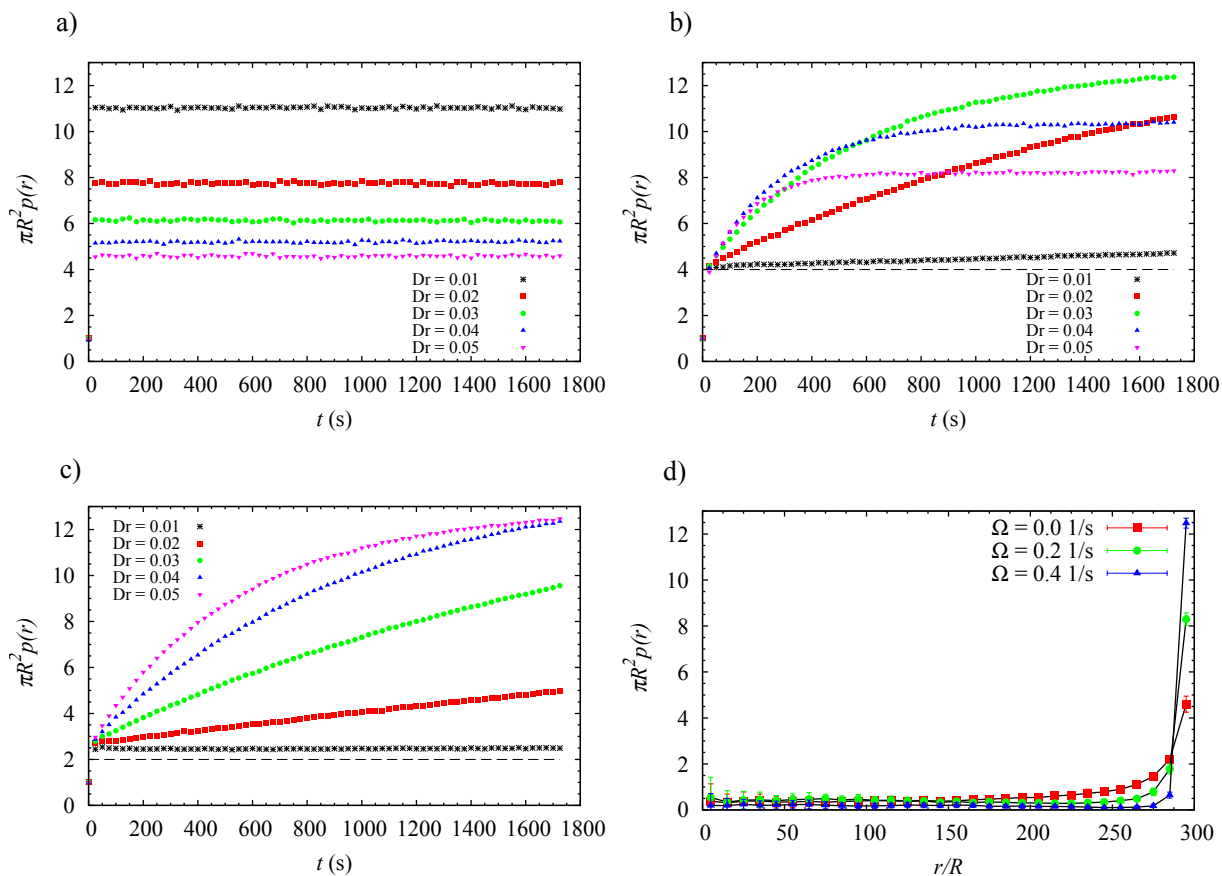 a)
12
10
8
6
4
2
0
πR²p(r)
Dr = 0.01
Dr = 0.02
Dr = 0.03
Dr = 0.04
Dr = 0.05
0 200 400 600 800 1000 1200 1400 1600 1800
t (s)
b)
12
10
8
6
4
2
0
πR²p(r)
Dr = 0.01
Dr = 0.02
Dr = 0.03
Dr = 0.04
Dr = 0.05
0 200 400 600 800 1000 1200 1400 1600 1800
t (s)
c)
12
10
8
6
4
2
0
πR²p(r)
Dr = 0.01
Dr = 0.02
Dr = 0.03
Dr = 0.04
Dr = 0.05
0 200 400 600 800 1000 1200 1400 1600 1800
t (s)
d)
12
10
8
6
4
2
0
πR²p(r)
Ω = 0.0 1/s
Ω = 0.2 1/s
Ω = 0.4 1/s
0 50 100 150 200 250 300
r/R